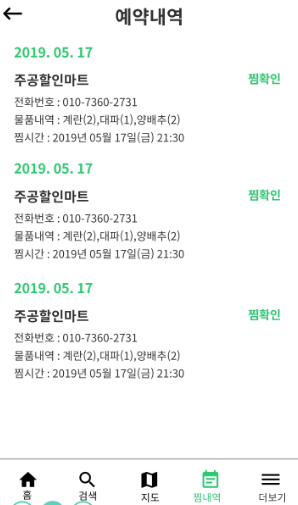 예약내역
2019. 05. 17
주공할인마트 찜확인
전화번호 : 010-7360-2731
물품내역 : 계란(2),대파(1),양배추(2)
찜시간 : 2019년 05월 17일(금) 21:30
2019. 05. 17
주공할인마트 찜확인
전화번호 : 010-7360-2731
물품내역 : 계란(2),대파(1),양배추(2)
찜시간 : 2019년 05월 17일(금) 21:30
2019. 05. 17
주공할인마트 찜확인
전화번호 : 010-7360-2731
물품내역 : 계란(2),대파(1),양배추(2)
찜시간 : 2019년 05월 17일(금) 21:30
홈 검색 지도 찜내역 더보기